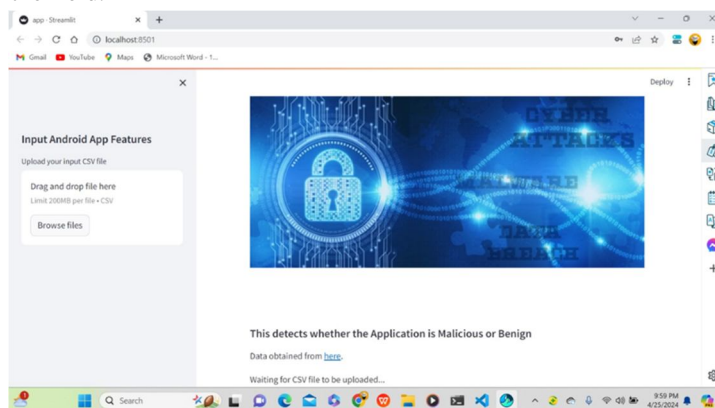 app · Streamlit
localhost:8501
Gmail YouTube Maps Microsoft Word - 1...
Deploy
CYBER
ATTACKS
MALWARE
DATA
BREACH
Input Android App Features
Upload your input CSV file
Drag and drop file here
Limit 200MB per file • CSV
Browse files
This detects whether the Application is Malicious or Benign
Data obtained from here.
Waiting for CSV file to be uploaded...
Search
9:59 PM
4/25/2024